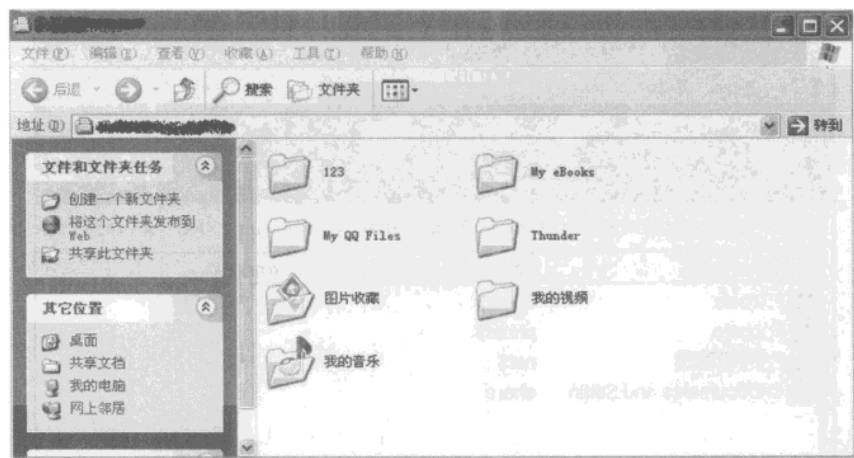 文件(F) 编辑(E) 查看(V) 收藏(A) 工具(T) 帮助(H)
后退 搜索 文件夹
地址(D) 转到
文件和文件夹任务
创建一个新文件夹
将这个文件夹发布到
Web
共享此文件夹
其它位置
桌面
共享文档
我的电脑
网上邻居
123 My eBooks
My QQ Files Thunder
图片收藏 我的视频
我的音乐